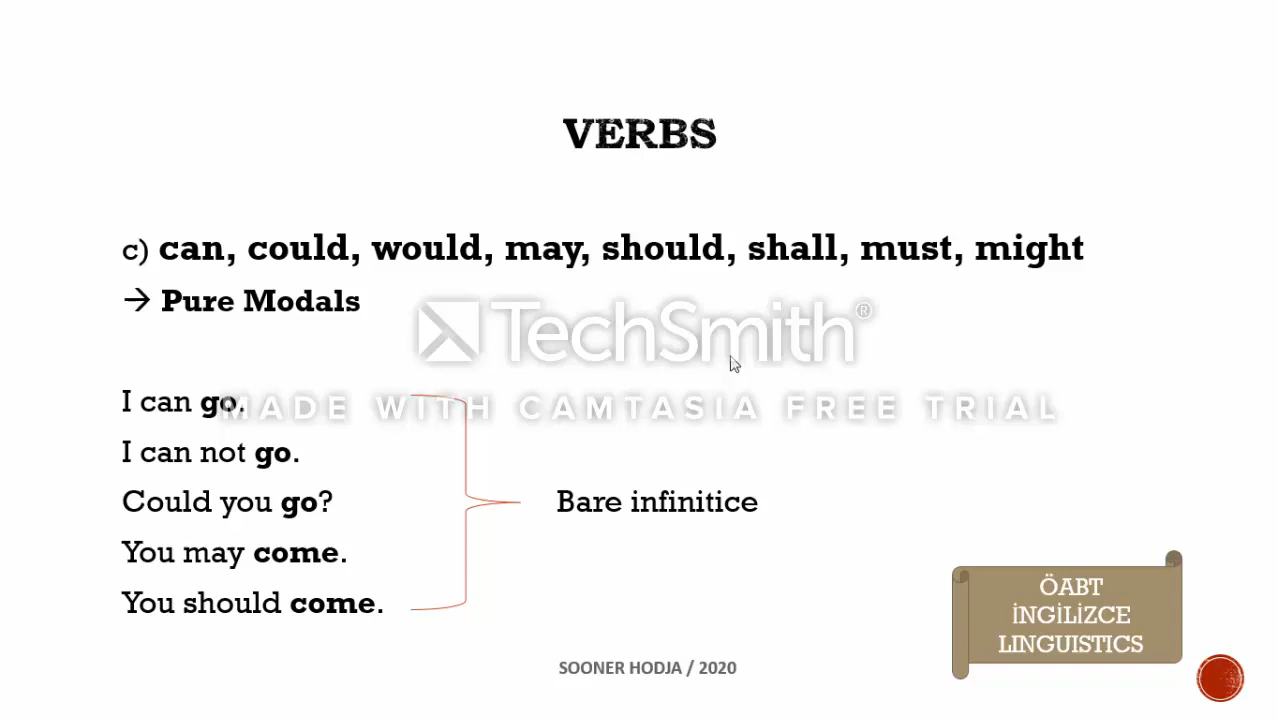 VERBS
c) can, could, would, may, should, shall, must, might
→ Pure Modals
TechSmith®
MADE WITH CAMTASIA FREE TRIAL
I can go.
I can not go.
Could you go?
Bare infinitice
You may come.
You should come.
ÖABT
İNGİLİZCE
LINGUISTICS
SOONER HODJA / 2020